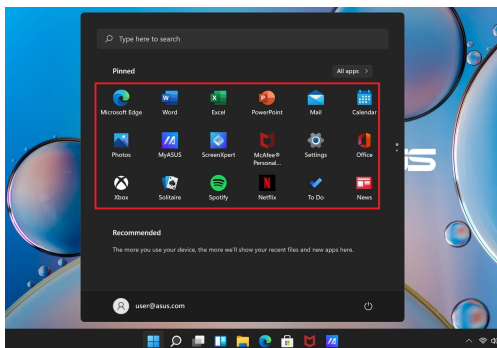 Type here to search
Pinned
All apps >
Microsoft Edge Word Excel PowerPoint Mail Calendar
Photos MyASUS ScreenXpert McAfee® Personal... Settings Office
Xbox Solitaire Spotify Netflix To Do News
Recommended
The more you use your device, the more we'll show your recent files and new apps here.
user@asus.com